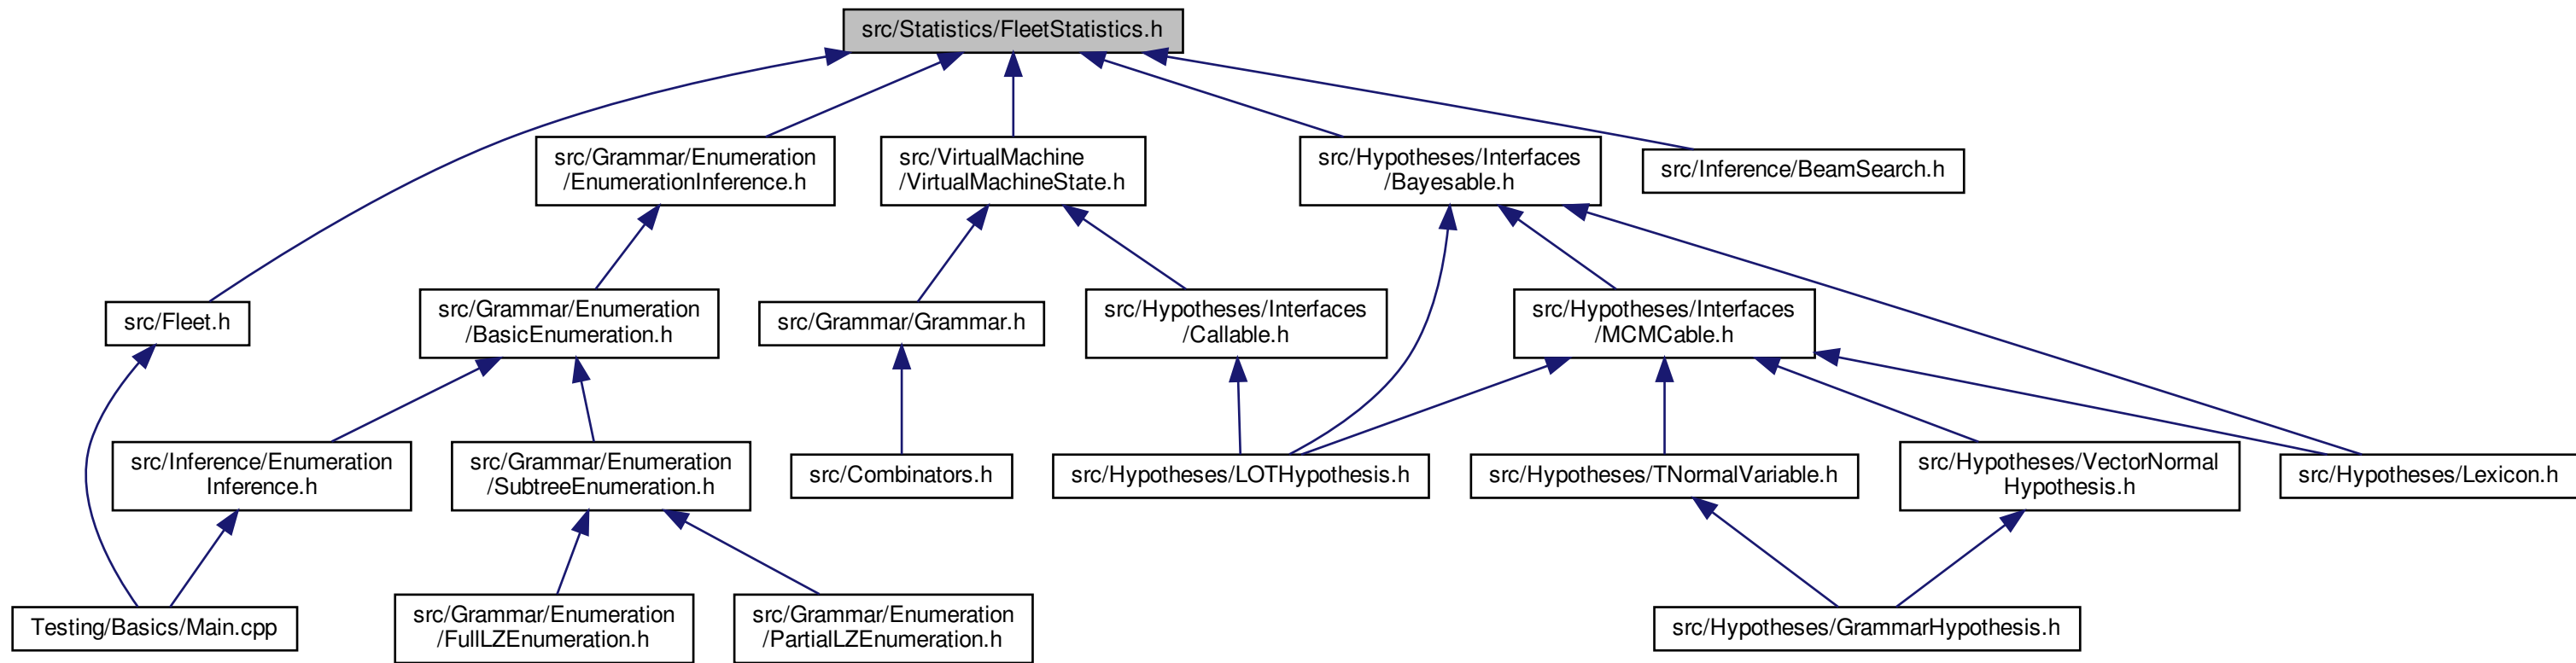 src/Statistics/FleetStatistics.h
src/Grammar/Enumeration
/EnumerationInference.h
src/VirtualMachine
/VirtualMachineState.h
src/Hypotheses/Interfaces
/Bayesable.h
src/Inference/BeamSearch.h
src/Fleet.h
src/Grammar/Enumeration
/BasicEnumeration.h
src/Grammar/Grammar.h
src/Hypotheses/Interfaces
/Callable.h
src/Hypotheses/Interfaces
/MCMCable.h
src/Inference/Enumeration
Inference.h
src/Grammar/Enumeration
/SubtreeEnumeration.h
src/Combinators.h
src/Hypotheses/LOTHypothesis.h
src/Hypotheses/TNormalVariable.h
src/Hypotheses/VectorNormal
Hypothesis.h
src/Hypotheses/Lexicon.h
Testing/Basics/Main.cpp
src/Grammar/Enumeration
/FullLZEnumeration.h
src/Grammar/Enumeration
/PartialLZEnumeration.h
src/Hypotheses/GrammarHypothesis.h